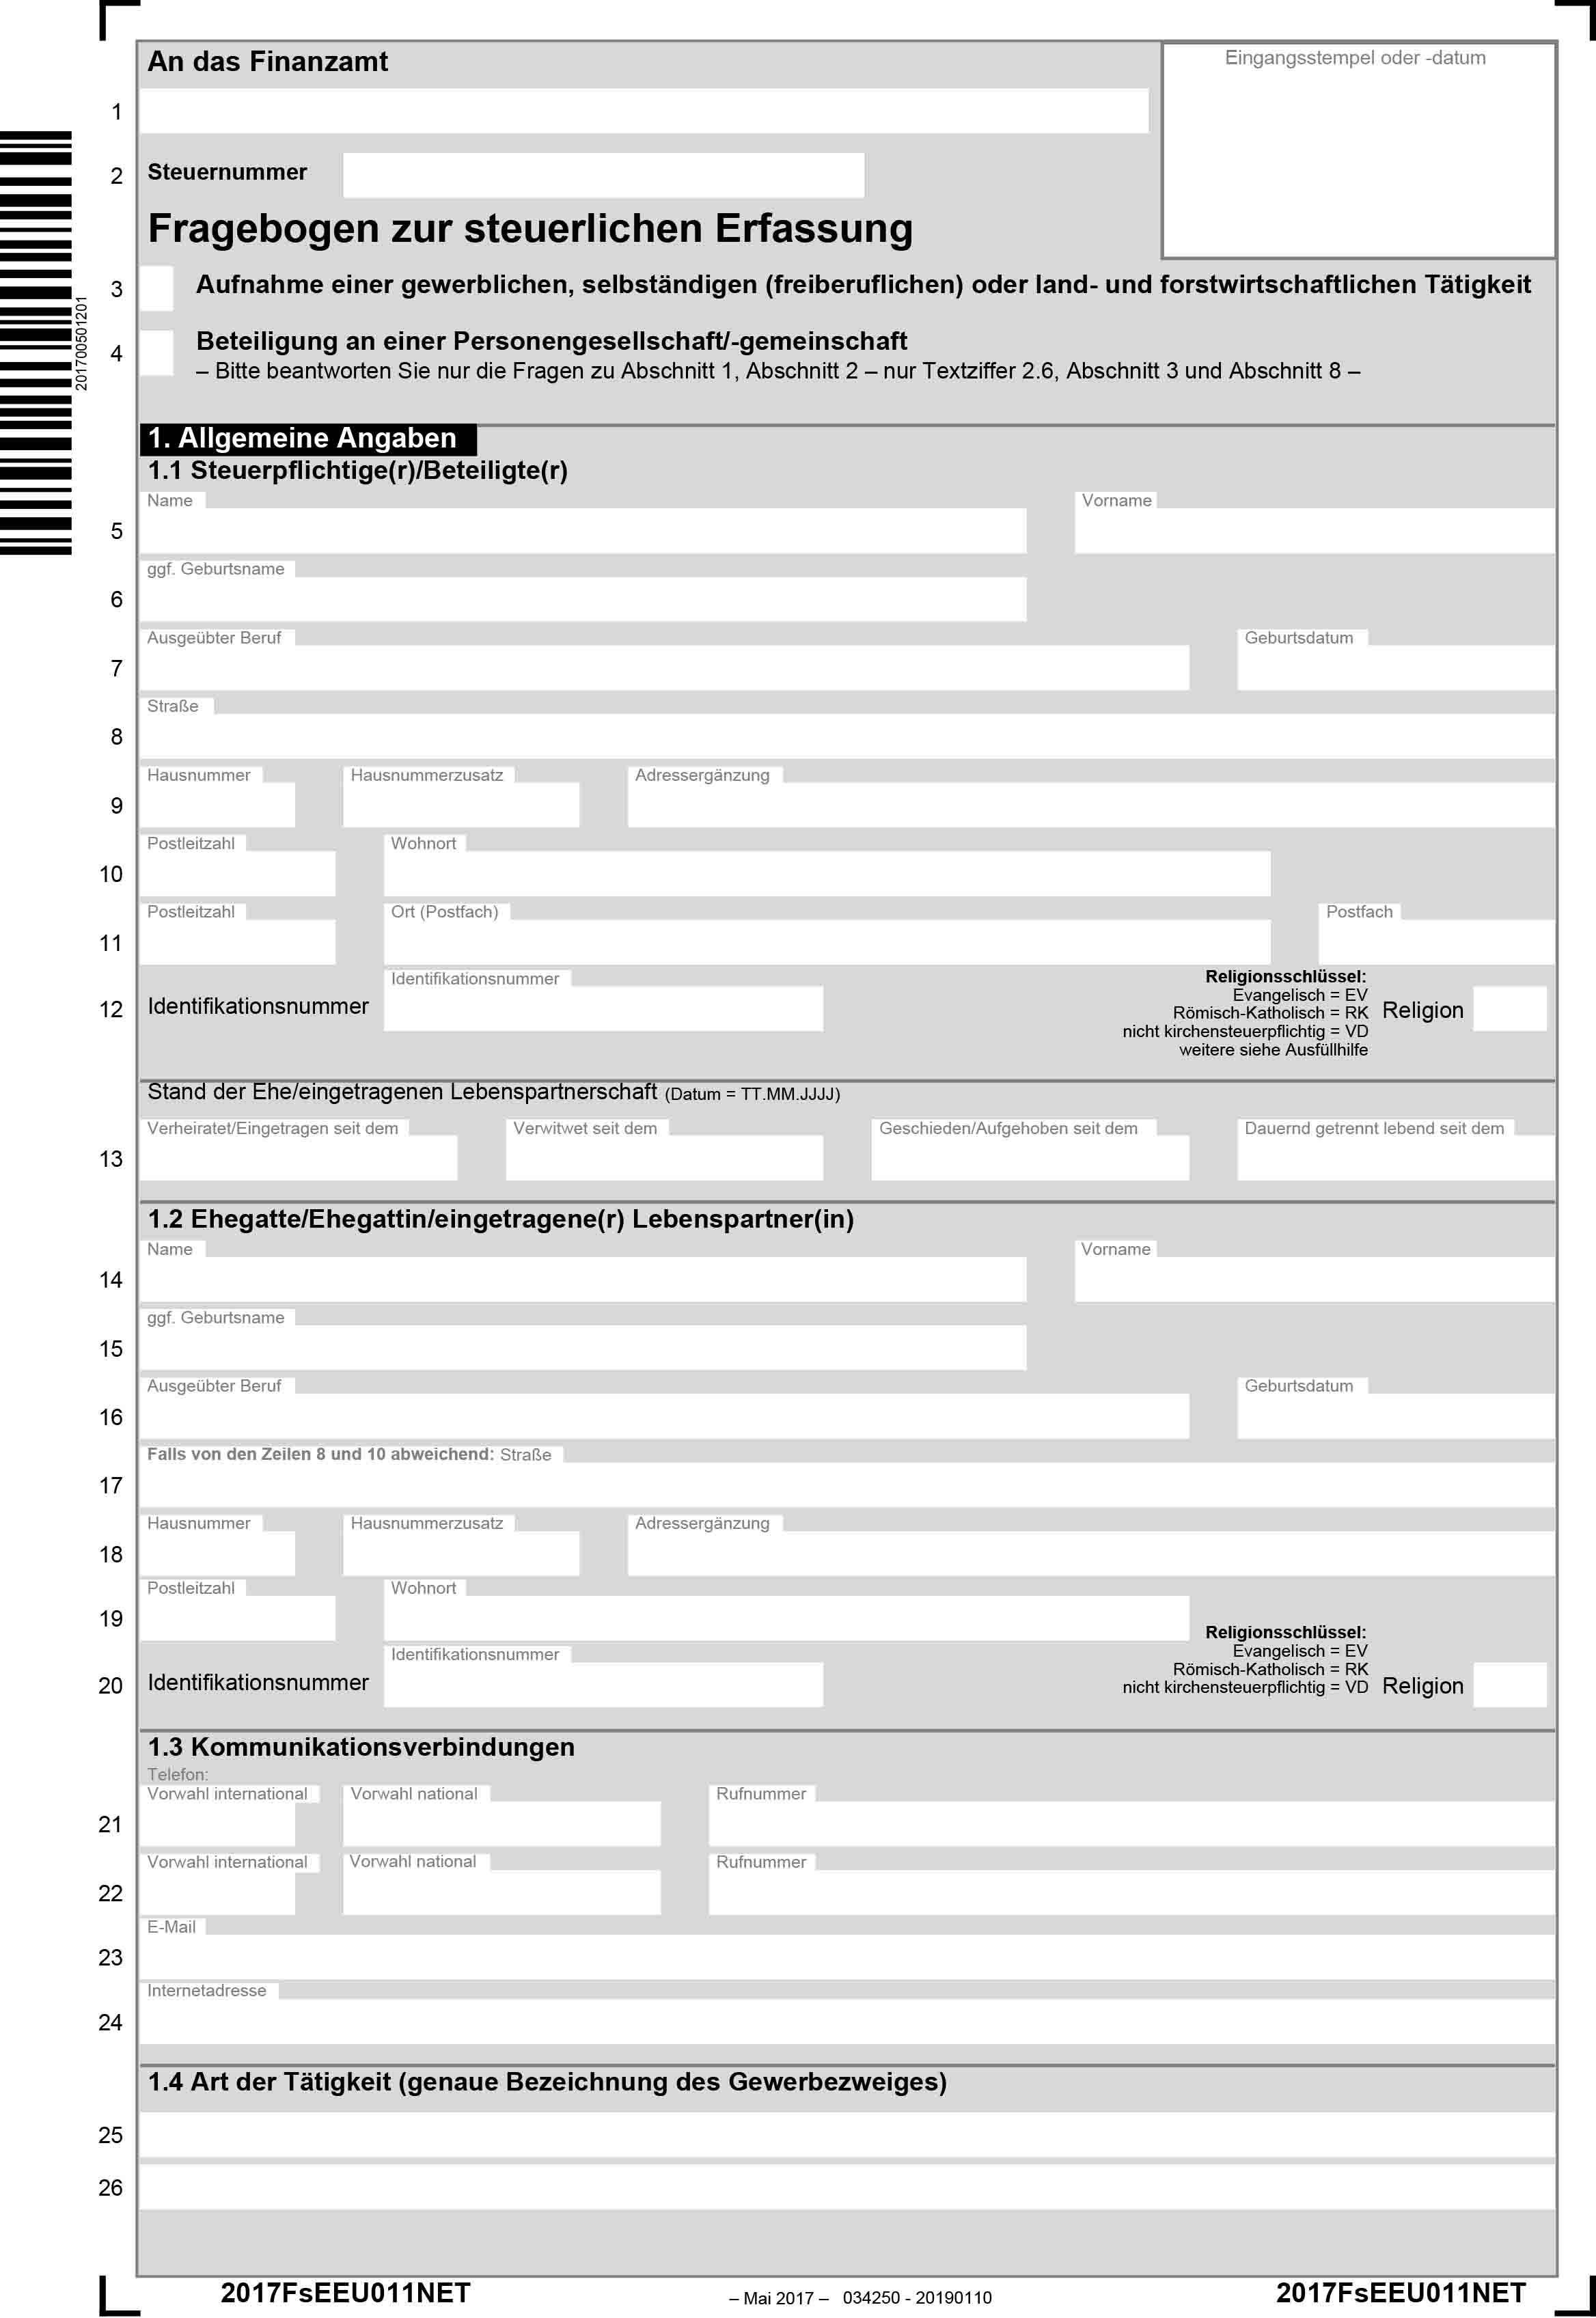 An das Finanzamt
Eingangsstempel oder -datum
1
2 Steuernummer
Fragebogen zur steuerlichen Erfassung
3 Aufnahme einer gewerblichen, selbständigen (freiberuflichen) oder land- und forstwirtschaftlichen Tätigkeit
4 Beteiligung an einer Personengesellschaft/-gemeinschaft
– Bitte beantworten Sie nur die Fragen zu Abschnitt 1, Abschnitt 2 – nur Textziffer 2.6, Abschnitt 3 und Abschnitt 8 –
201700501201
1. Allgemeine Angaben
1.1 Steuerpflichtige(r)/Beteiligte(r)
Name Vorname
5
ggf. Geburtsname
6
Ausgeübter Beruf Geburtsdatum
7
Straße
8
Hausnummer Hausnummerzusatz Adressergänzung
9
Postleitzahl Wohnort
10
Postleitzahl Ort (Postfach) Postfach
11
Identifikationsnummer
12 Identifikationsnummer
Religionsschlüssel:
Evangelisch = EV
Römisch-Katholisch = RK
nicht kirchensteuerpflichtig = VD
weitere siehe Ausfüllhilfe
Religion
Stand der Ehe/eingetragenen Lebenspartnerschaft (Datum = TT.MM.JJJJ)
Verheiratet/Eingetragen seit dem Verwitwet seit dem Geschieden/Aufgehoben seit dem Dauernd getrennt lebend seit dem
13
1.2 Ehegatte/Ehegattin/eingetragene(r) Lebenspartner(in)
Name Vorname
14
ggf. Geburtsname
15
Ausgeübter Beruf Geburtsdatum
16
Falls von den Zeilen 8 und 10 abweichend: Straße
17
Hausnummer Hausnummerzusatz Adressergänzung
18
Postleitzahl Wohnort
19
Identifikationsnummer
20 Identifikationsnummer
Religionsschlüssel:
Evangelisch = EV
Römisch-Katholisch = RK
nicht kirchensteuerpflichtig = VD
Religion
1.3 Kommunikationsverbindungen
Telefon:
Vorwahl international Vorwahl national Rufnummer
21
Vorwahl international Vorwahl national Rufnummer
22
E-Mail
23
Internetadresse
24
1.4 Art der Tätigkeit (genaue Bezeichnung des Gewerbezweiges)
25
26
2017FsEEU011NET – Mai 2017 – 034250 - 20190110 2017FsEEU011NET